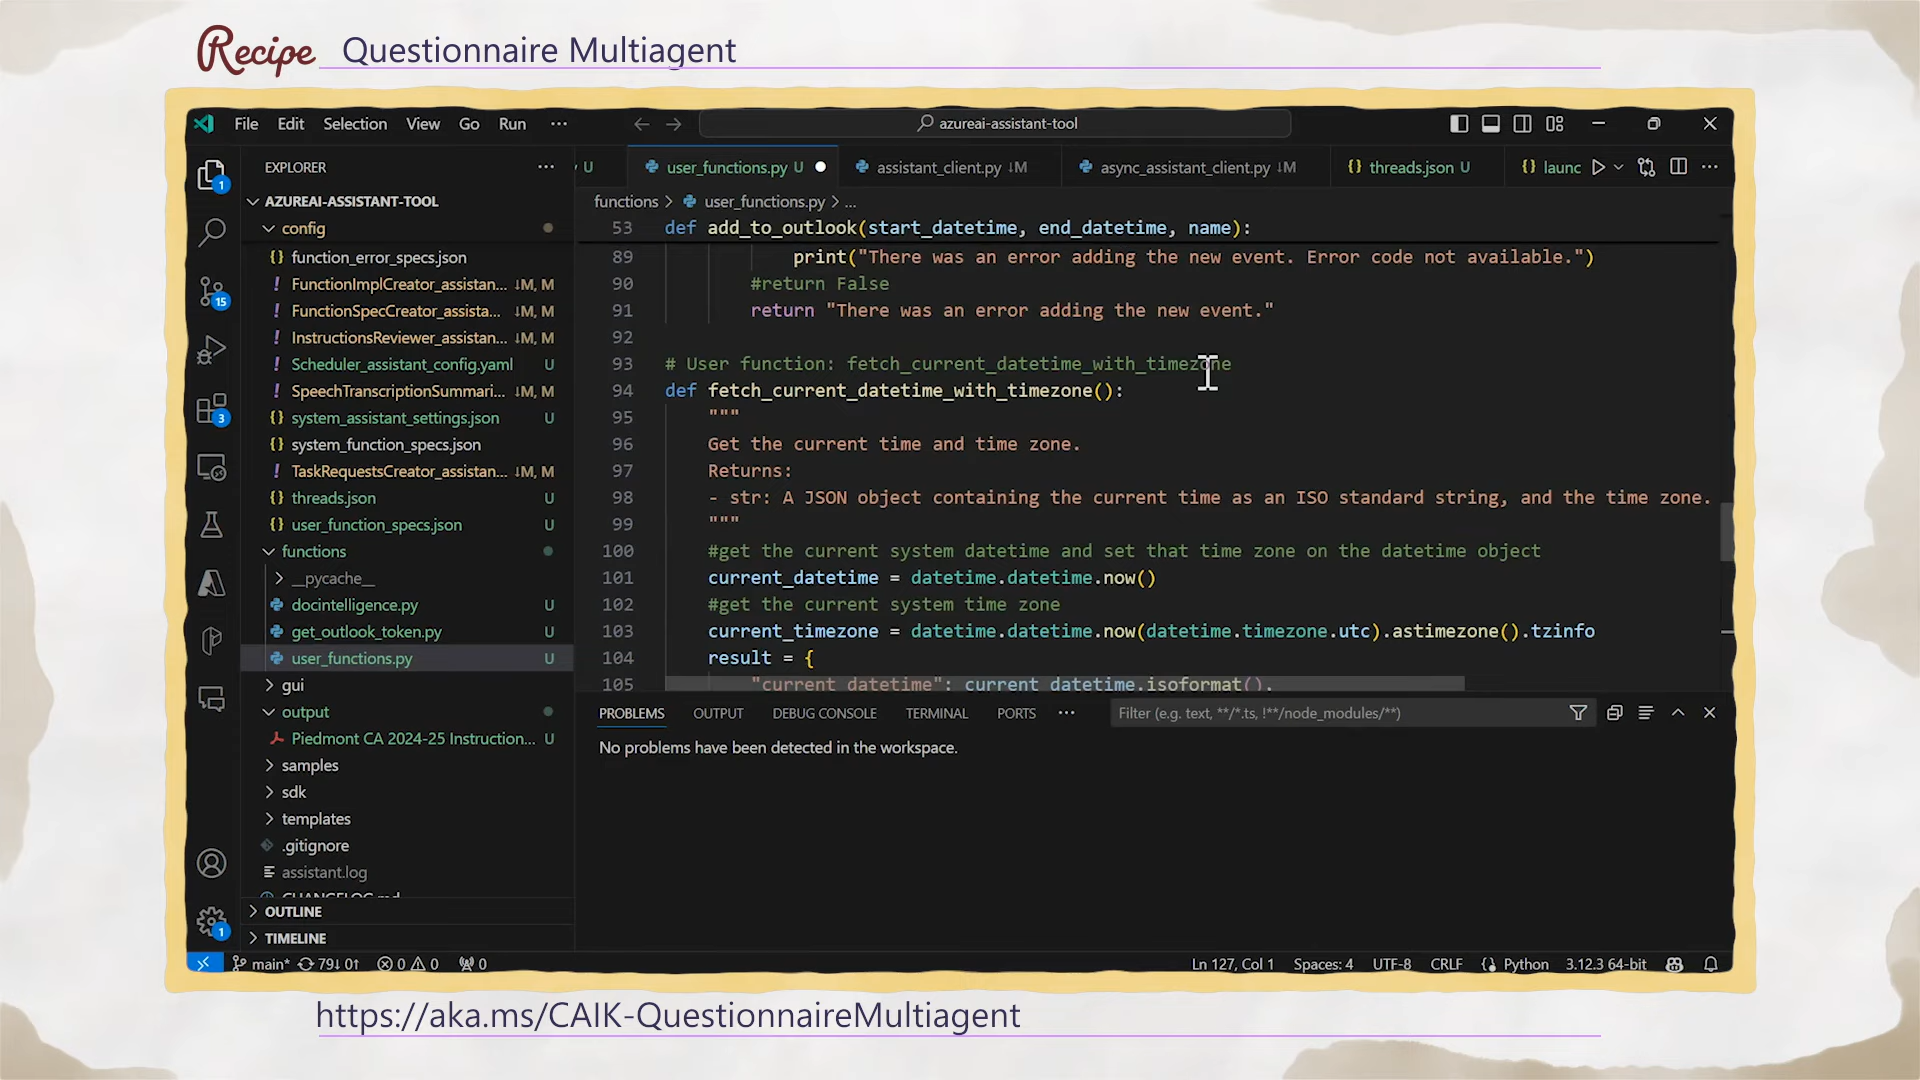 Recipe Questionnaire Multiagent
File Edit Selection View Go Run ··· azureai-assistant-tool
EXPLORER ···
U user_functions.py U assistant_client.py ↓M async_assistant_client.py ↓M {} threads.json U {} launc
functions > user_functions.py > ...
AZUREAI-ASSISTANT-TOOL
config
{} function_error_specs.json
! FunctionImplCreator_assistan... ↓M, M
! FunctionSpecCreator_assista... ↓M, M
! InstructionsReviewer_assistan... ↓M, M
! Scheduler_assistant_config.yaml U
! SpeechTranscriptionSummari... ↓M, M
{} system_assistant_settings.json U
{} system_function_specs.json
! TaskRequestsCreator_assistan... ↓M, M
{} threads.json U
{} user_function_specs.json U
functions
__pycache__
docintelligence.py U
get_outlook_token.py U
user_functions.py U
gui
output
Piedmont CA 2024-25 Instruction... U
samples
sdk
templates
.gitignore
assistant.log
CHANGELOG.md
OUTLINE
TIMELINE
1
15
3
1
53 def add_to_outlook(start_datetime, end_datetime, name):
89 print("There was an error adding the new event. Error code not available.")
90 #return False
91 return "There was an error adding the new event."
92
93 # User function: fetch_current_datetime_with_timezone
94 def fetch_current_datetime_with_timezone():
95 """
96 Get the current time and time zone.
97 Returns:
98 - str: A JSON object containing the current time as an ISO standard string, and the time zone.
99 """
100 #get the current system datetime and set that time zone on the datetime object
101 current_datetime = datetime.datetime.now()
102 #get the current system time zone
103 current_timezone = datetime.datetime.now(datetime.timezone.utc).astimezone().tzinfo
104 result = {
105 "current_datetime": current_datetime.isoformat(),
PROBLEMS OUTPUT DEBUG CONSOLE TERMINAL PORTS ··· Filter (e.g. text, **/*.ts, !**/node_modules/**)
No problems have been detected in the workspace.
main* 79↓ 0↑ 0 0 0 Ln 127, Col 1 Spaces: 4 UTF-8 CRLF Python 3.12.3 64-bit
https://aka.ms/CAIK-QuestionnaireMultiagent